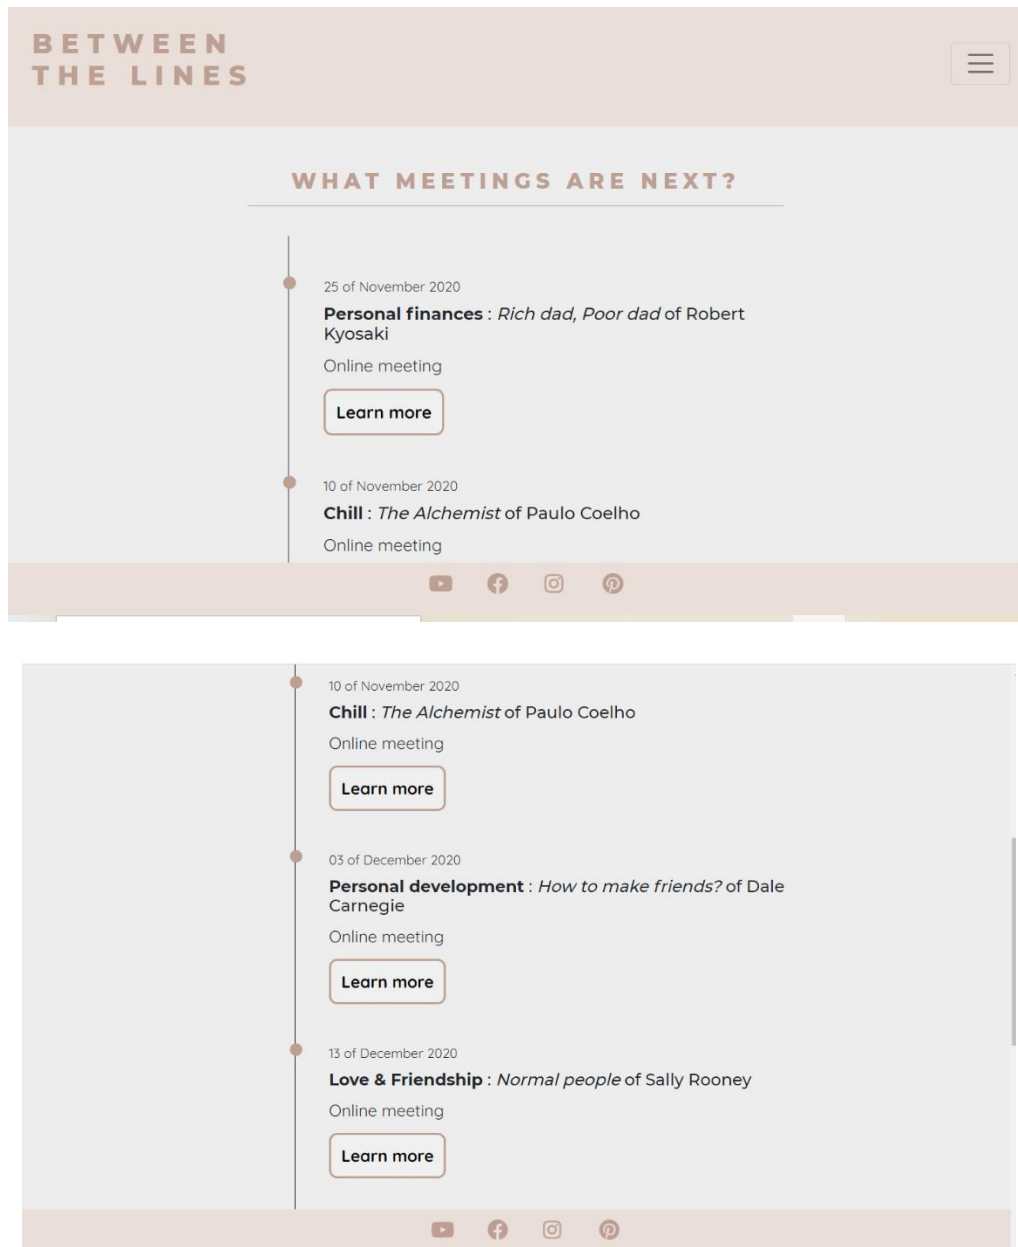 BETWEEN
THE LINES
WHAT MEETINGS ARE NEXT?
25 of November 2020
Personal finances : Rich dad, Poor dad of Robert
Kyosaki
Online meeting
Learn more
10 of November 2020
Chill : The Alchemist of Paulo Coelho
Online meeting
10 of November 2020
Chill : The Alchemist of Paulo Coelho
Online meeting
Learn more
03 of December 2020
Personal development : How to make friends? of Dale
Carnegie
Online meeting
Learn more
13 of December 2020
Love & Friendship : Normal people of Sally Rooney
Online meeting
Learn more